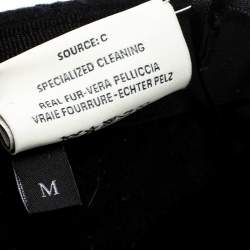 SOURCE: C
SPECIALIZED CLEANING
REAL FUR-VERA PELLICCIA
VRAIE FOURRURE-ECHTER PELZ
M